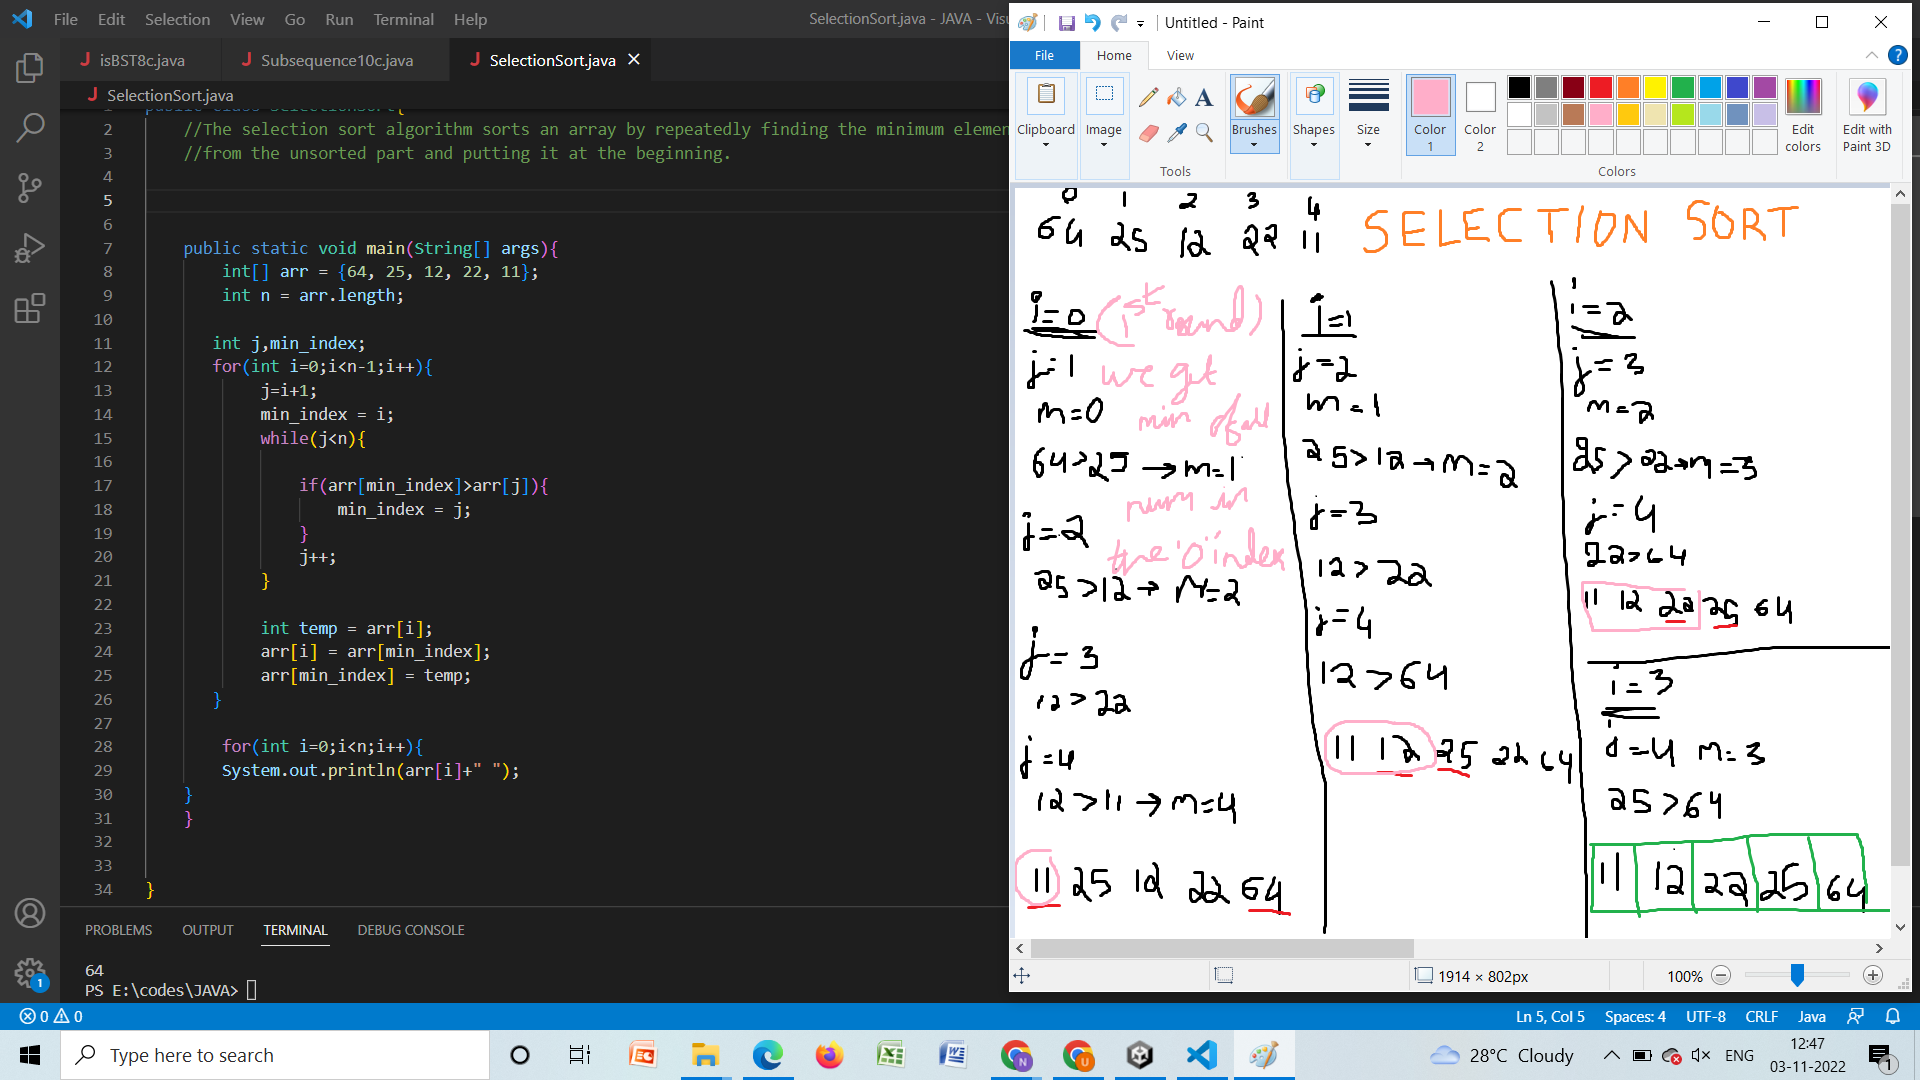 File Edit Selection View Go Run Terminal Help
SelectionSort.java - JAVA - Visu
isBST8c.java
Subsequence10c.java
SelectionSort.java
SelectionSort.java
2 //The selection sort algorithm sorts an array by repeatedly finding the minimum elemen
3 //from the unsorted part and putting it at the beginning.
4
5
6
7 public static void main(String[] args){
8 int[] arr = {64, 25, 12, 22, 11};
9 int n = arr.length;
10
11 int j,min_index;
12 for(int i=0;i<n-1;i++){
13 j=i+1;
14 min_index = i;
15 while(j<n){
16
17 if(arr[min_index]>arr[j]){
18 min_index = j;
19 }
20 j++;
21 }
22
23 int temp = arr[i];
24 arr[i] = arr[min_index];
25 arr[min_index] = temp;
26 }
27
28 for(int i=0;i<n;i++){
29 System.out.println(arr[i]+" ");
30 }
31 }
32
33
34 }
PROBLEMS OUTPUT TERMINAL DEBUG CONSOLE
64
PS E:\codes\JAVA>
0 0
Ln 5, Col 5 Spaces: 4 UTF-8 CRLF Java
Untitled - Paint
File Home View
Clipboard
Image
Tools
Brushes
Shapes
Size
Color 1
Color 2
Edit colors
Edit with Paint 3D
Colors
0 1 2 3 4
64 25 12 22 11
SELECTION SORT
i=0 (1st round)
j=1 we get
m=0 min of all
64>25 →m=1
num in
j=2
the '0' index
25>12→ m=2
j=3
12>22
j=4
12>11→m=4
11 25 12 22 64
i=1
j=2
m=1
25>12→m=2
j=3
12>22
j=4
12>64
11 12 25 22 64
i=2
j=3
m=2
25>22→m=3
j=4
22>64
11 12 22 25 64
i=3
j=4 m=3
25>64
11 12 22 25 64
1914 × 802px
100%
Type here to search
28°C Cloudy
ENG
12:47
03-11-2022
1